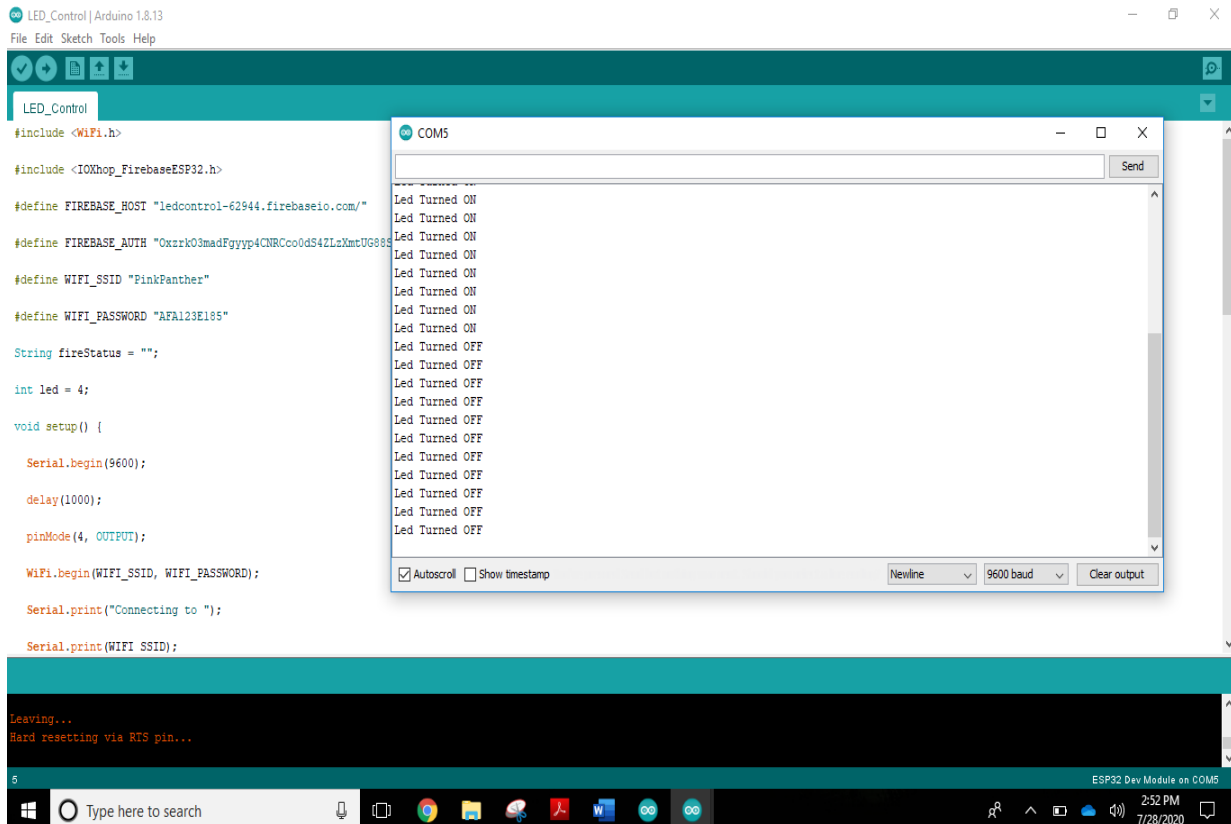 LED_Control | Arduino 1.8.13
File Edit Sketch Tools Help
LED_Control
#include <WiFi.h>
#include <IOXhop_FirebaseESP32.h>
#define FIREBASE_HOST "ledcontrol-62944.firebaseio.com/"
#define FIREBASE_AUTH "OxzrkO3madFgyyp4CNRCco0dS4ZLzXmtUG88S
#define WIFI_SSID "PinkPanther"
#define WIFI_PASSWORD "AFA123E185"
String fireStatus = "";
int led = 4;
void setup() {
Serial.begin(9600);
delay(1000);
pinMode(4, OUTPUT);
WiFi.begin(WIFI_SSID, WIFI_PASSWORD);
Serial.print("Connecting to ");
Serial.print(WIFI_SSID);
COM5
Send
Led Turned ON
Led Turned ON
Led Turned ON
Led Turned ON
Led Turned ON
Led Turned ON
Led Turned ON
Led Turned ON
Led Turned OFF
Led Turned OFF
Led Turned OFF
Led Turned OFF
Led Turned OFF
Led Turned OFF
Led Turned OFF
Led Turned OFF
Led Turned OFF
Led Turned OFF
Led Turned OFF
Autoscroll Show timestamp Newline 9600 baud Clear output
Leaving...
Hard resetting via RTS pin...
5 ESP32 Dev Module on COM5
Type here to search
2:52 PM
7/28/2020